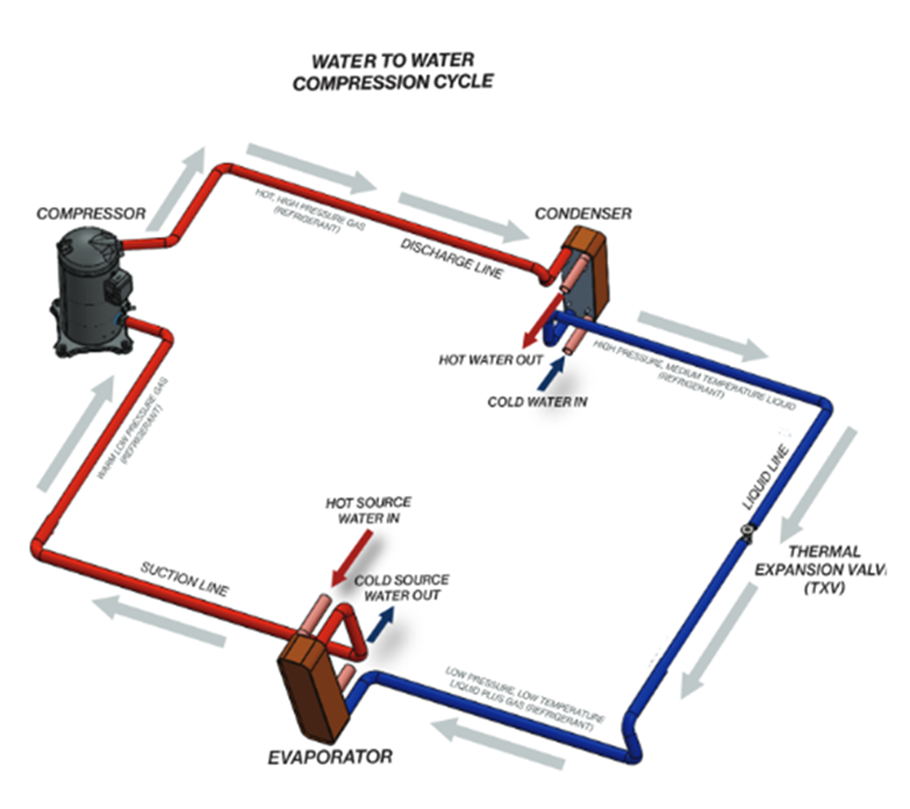 WATER TO WATER
COMPRESSION CYCLE
COMPRESSOR
HOT, HIGH PRESSURE GAS
(REFRIGERANT)
DISCHARGE LINE
CONDENSER
HOT WATER OUT
COLD WATER IN
HIGH PRESSURE, MEDIUM TEMPERATURE LIQUID
(REFRIGERANT)
LIQUID LINE
THERMAL
EXPANSION VALV
(TXV)
LOW PRESSURE, LOW TEMPERATURE
LIQUID PLUS GAS (REFRIGERANT)
EVAPORATOR
HOT SOURCE
WATER IN
COLD SOURCE
WATER OUT
SUCTION LINE
WARM LOW PRESSURE GAS
(REFRIGERANT)